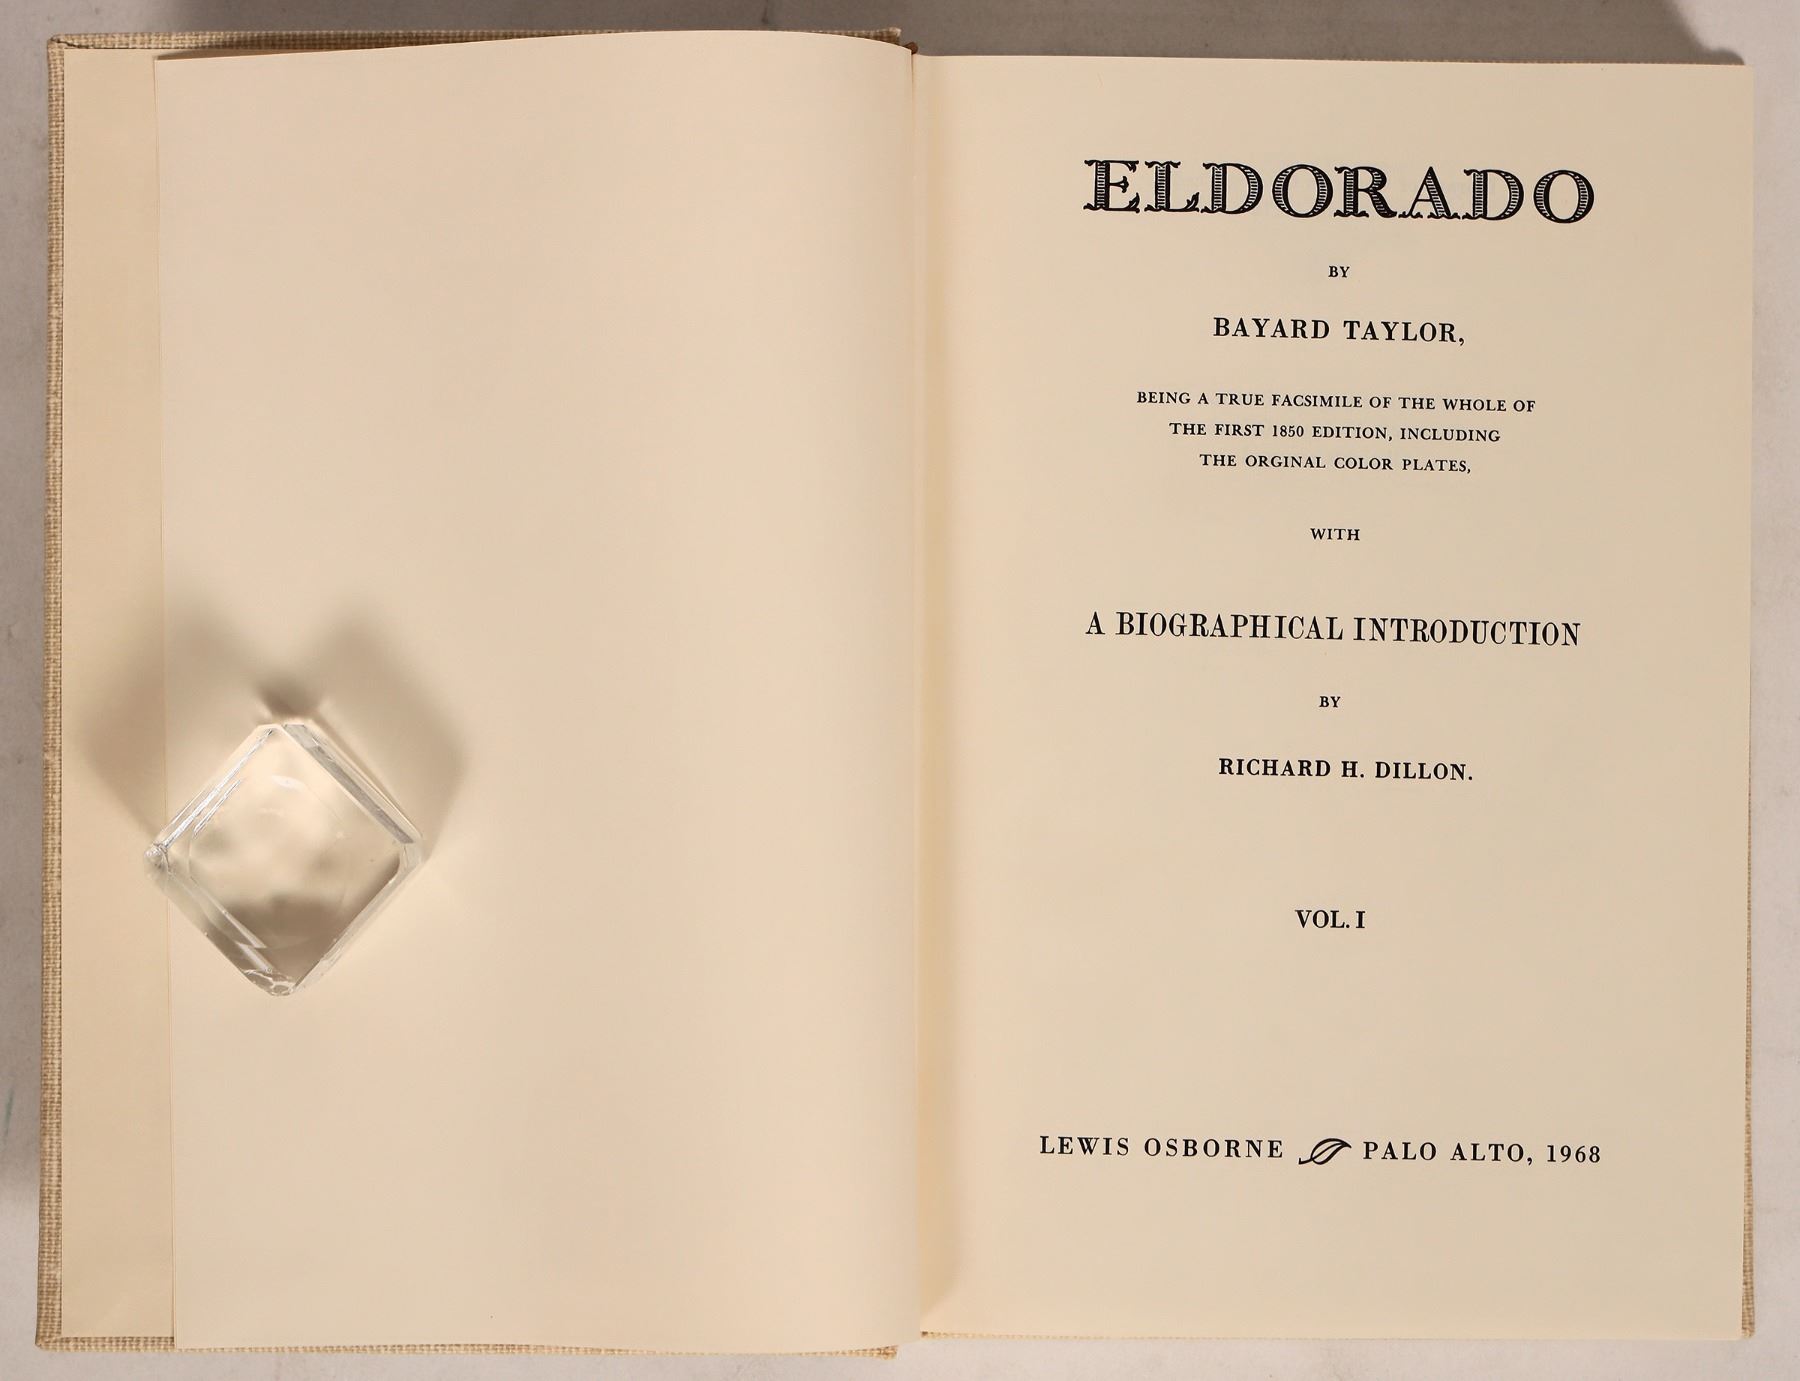 ELDORADO
BY
BAYARD TAYLOR,
BEING A TRUE FACSIMILE OF THE WHOLE OF
THE FIRST 1850 EDITION, INCLUDING
THE ORGINAL COLOR PLATES,
WITH
A BIOGRAPHICAL INTRODUCTION
BY
RICHARD H. DILLON.
VOL. I
LEWIS OSBORNE PALO ALTO, 1968